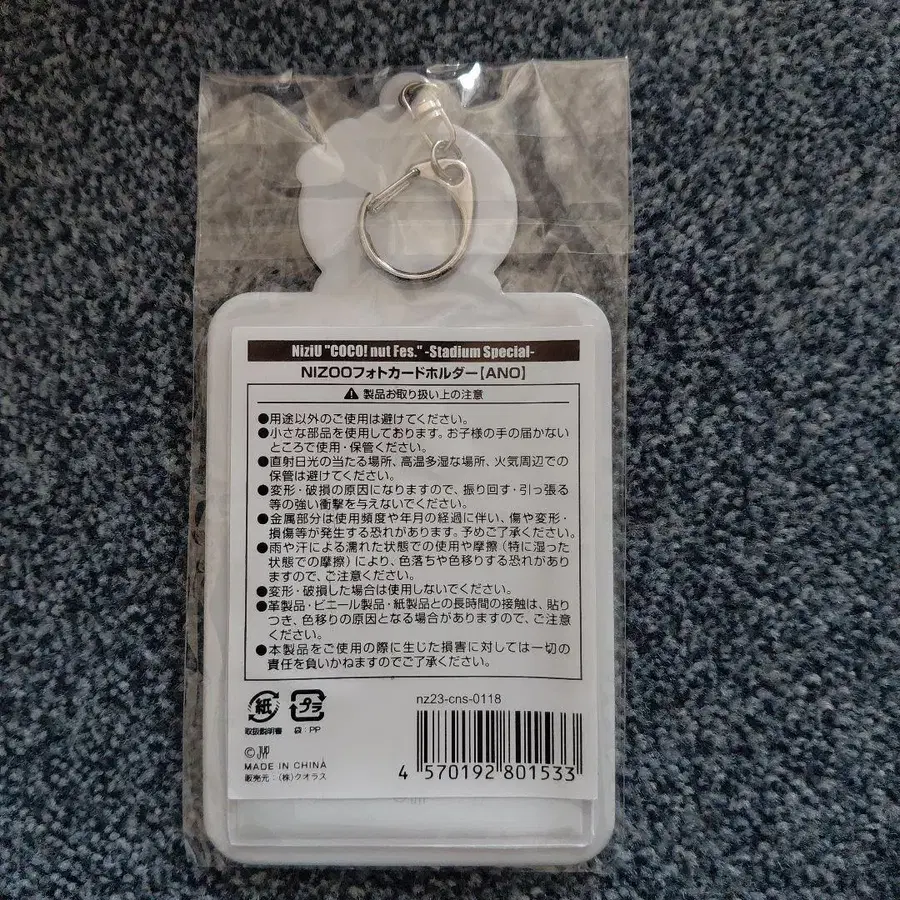 NiziU "COCO! nut Fes." -Stadium Special-
NIZOOフォトカードホルダー【ANO】
製品お取り扱い上の注意
●用途以外のご使用は避けてください。
●小さな部品を使用しております。お子様の手の届かない
ところで使用・保管ください。
●直射日光の当たる場所、高温多湿な場所、火気周辺での
保管は避けてください。
●変形・破損の原因になりますので、振り回す・引っ張る
等の強い衝撃を与えないでください。
●金属部分は使用頻度や年月の経過に伴い、傷や変形・
損傷等が発生する恐れがあります。予めご了承ください。
●雨や汗による濡れた状態での使用や摩擦(特に湿った
状態での摩擦)により、色落ちや色移りする恐れがあり
ますので、ご注意ください。
●変形・破損した場合は使用しないでください。
●革製品・ビニール製品・紙製品との長時間の接触は、貼り
つき、色移りの原因となる場合がありますので、ご注意
ください。
●本製品をご使用の際に生じた損害に対しては一切の
責任を負いかねますのでご了承ください。
nz23-cns-0118
紙
プラ
取扱説明書
袋:PP
©JYP
MADE IN CHINA
販売元:(株)クオラス
4 570192 801533